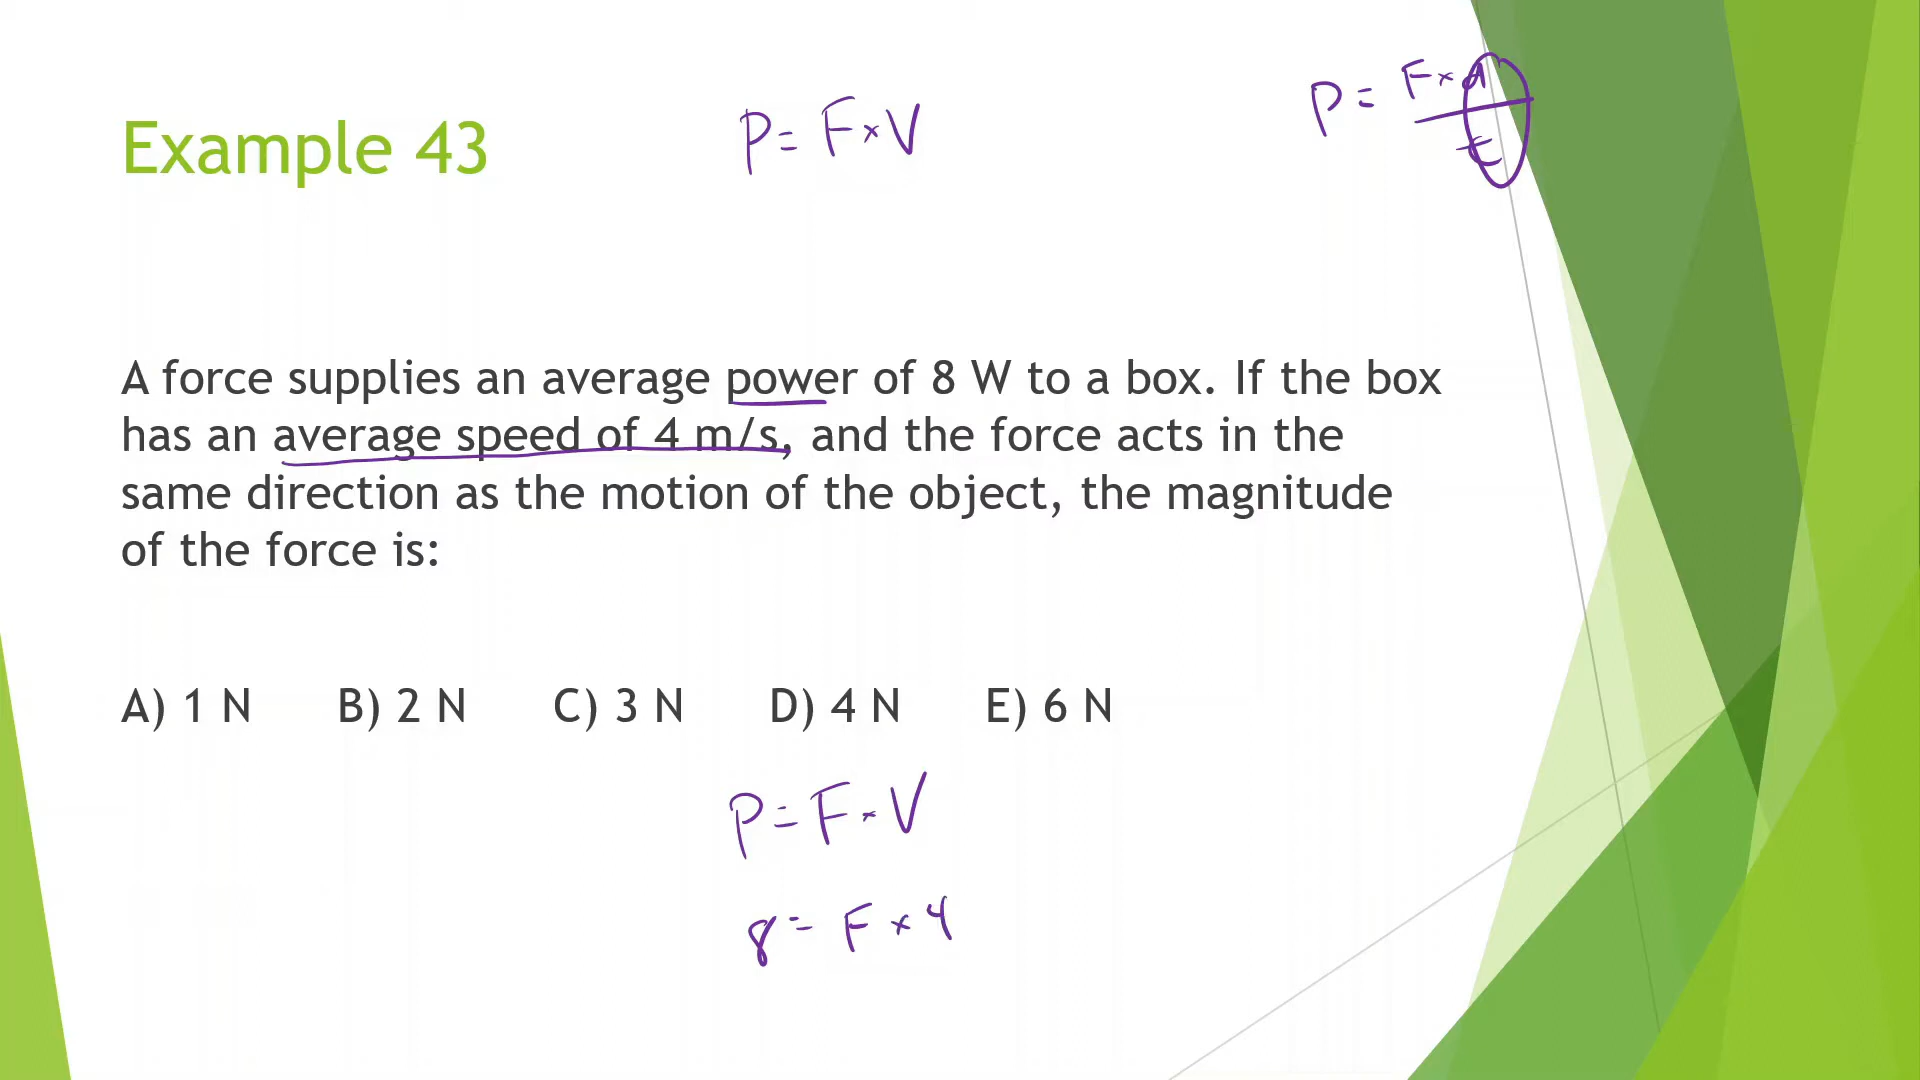 P = F × d
t
P = F × V
Example 43
A force supplies an average power of 8 W to a box. If the box
has an average speed of 4 m/s, and the force acts in the
same direction as the motion of the object, the magnitude
of the force is:
A) 1 N B) 2 N C) 3 N D) 4 N E) 6 N
P = F × V
8 = F × 4